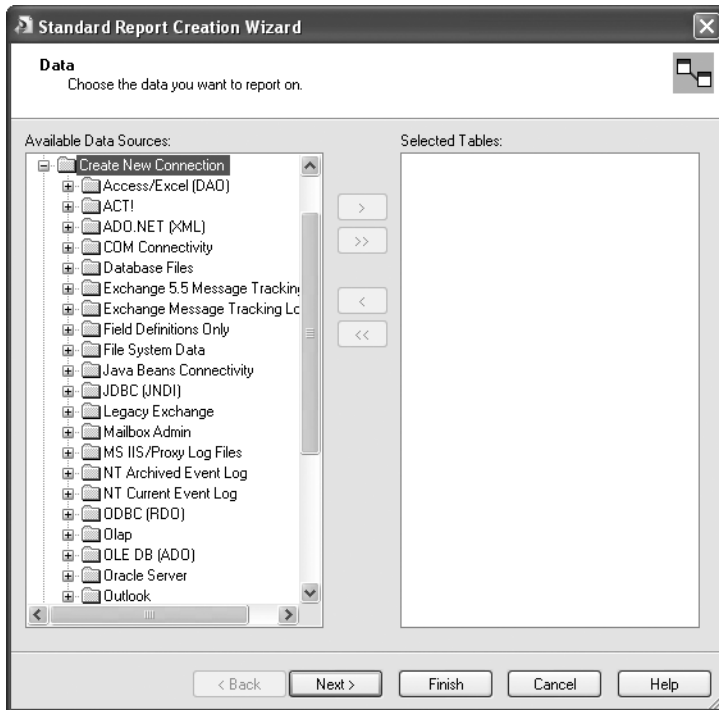 Standard Report Creation Wizard
Data
Choose the data you want to report on.
Available Data Sources:
Selected Tables:
Create New Connection
Access/Excel (DAO)
ACT!
ADO.NET (XML)
COM Connectivity
Database Files
Exchange 5.5 Message Tracking
Exchange Message Tracking Lo
Field Definitions Only
File System Data
Java Beans Connectivity
JDBC (JNDI)
Legacy Exchange
Mailbox Admin
MS IIS/Proxy Log Files
NT Archived Event Log
NT Current Event Log
ODBC (RDO)
Olap
OLE DB (ADO)
Oracle Server
Outlook
>
>>
<
<<
< Back Next > Finish Cancel Help